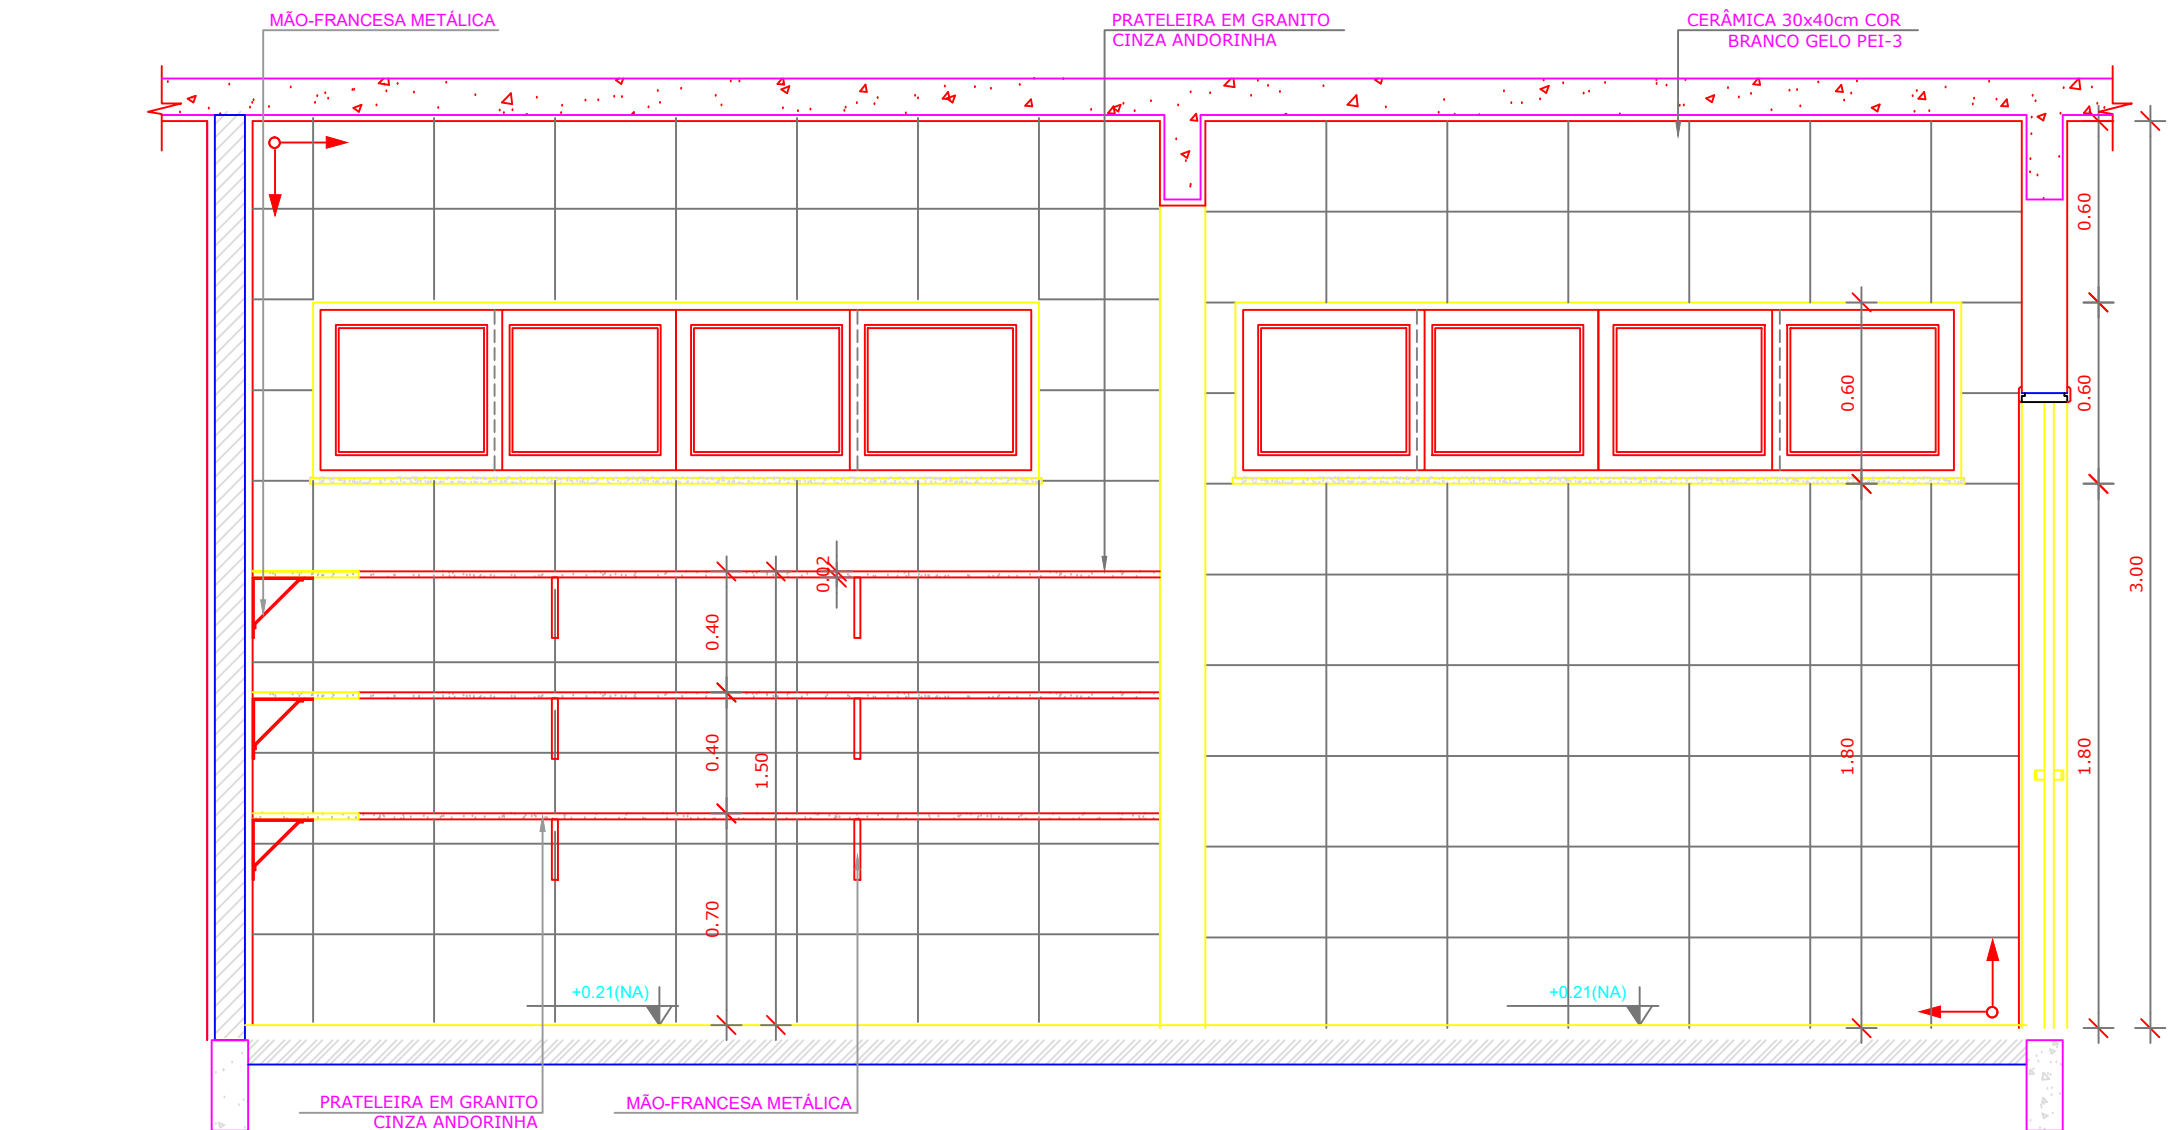 MÃO-FRANCESA METÁLICA
PRATELEIRA EM GRANITO
CINZA ANDORINHA
CERÂMICA 30x40cm COR
BRANCO GELO PEI-3
0.60
0.60
0.60
0.02
3.00
0.40
0.40
1.50
1.80
1.80
0.70
+0.21(NA)
+0.21(NA)
PRATELEIRA EM GRANITO
CINZA ANDORINHA
MÃO-FRANCESA METÁLICA